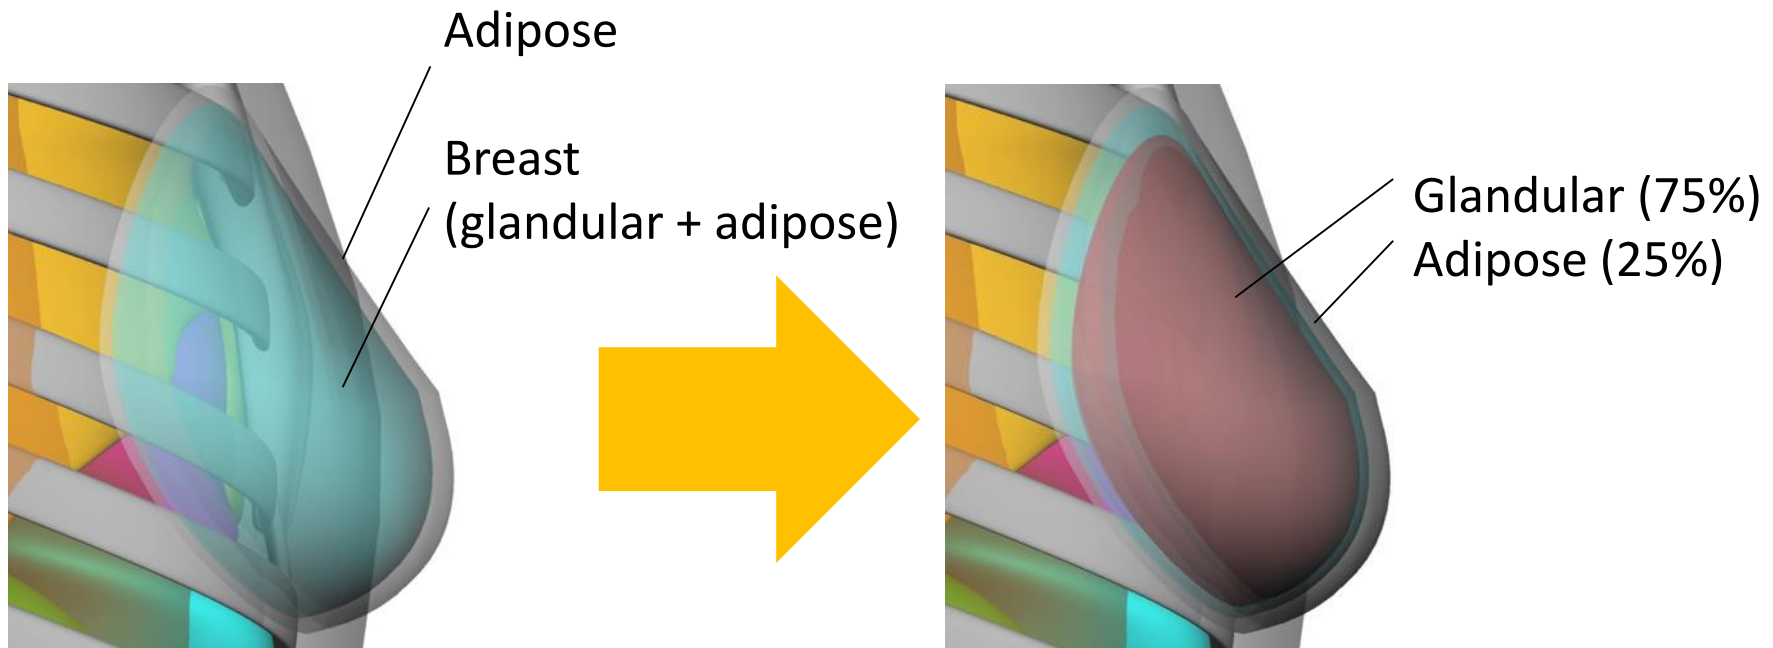 Adipose
Breast
(glandular + adipose)
Glandular (75%)
Adipose (25%)